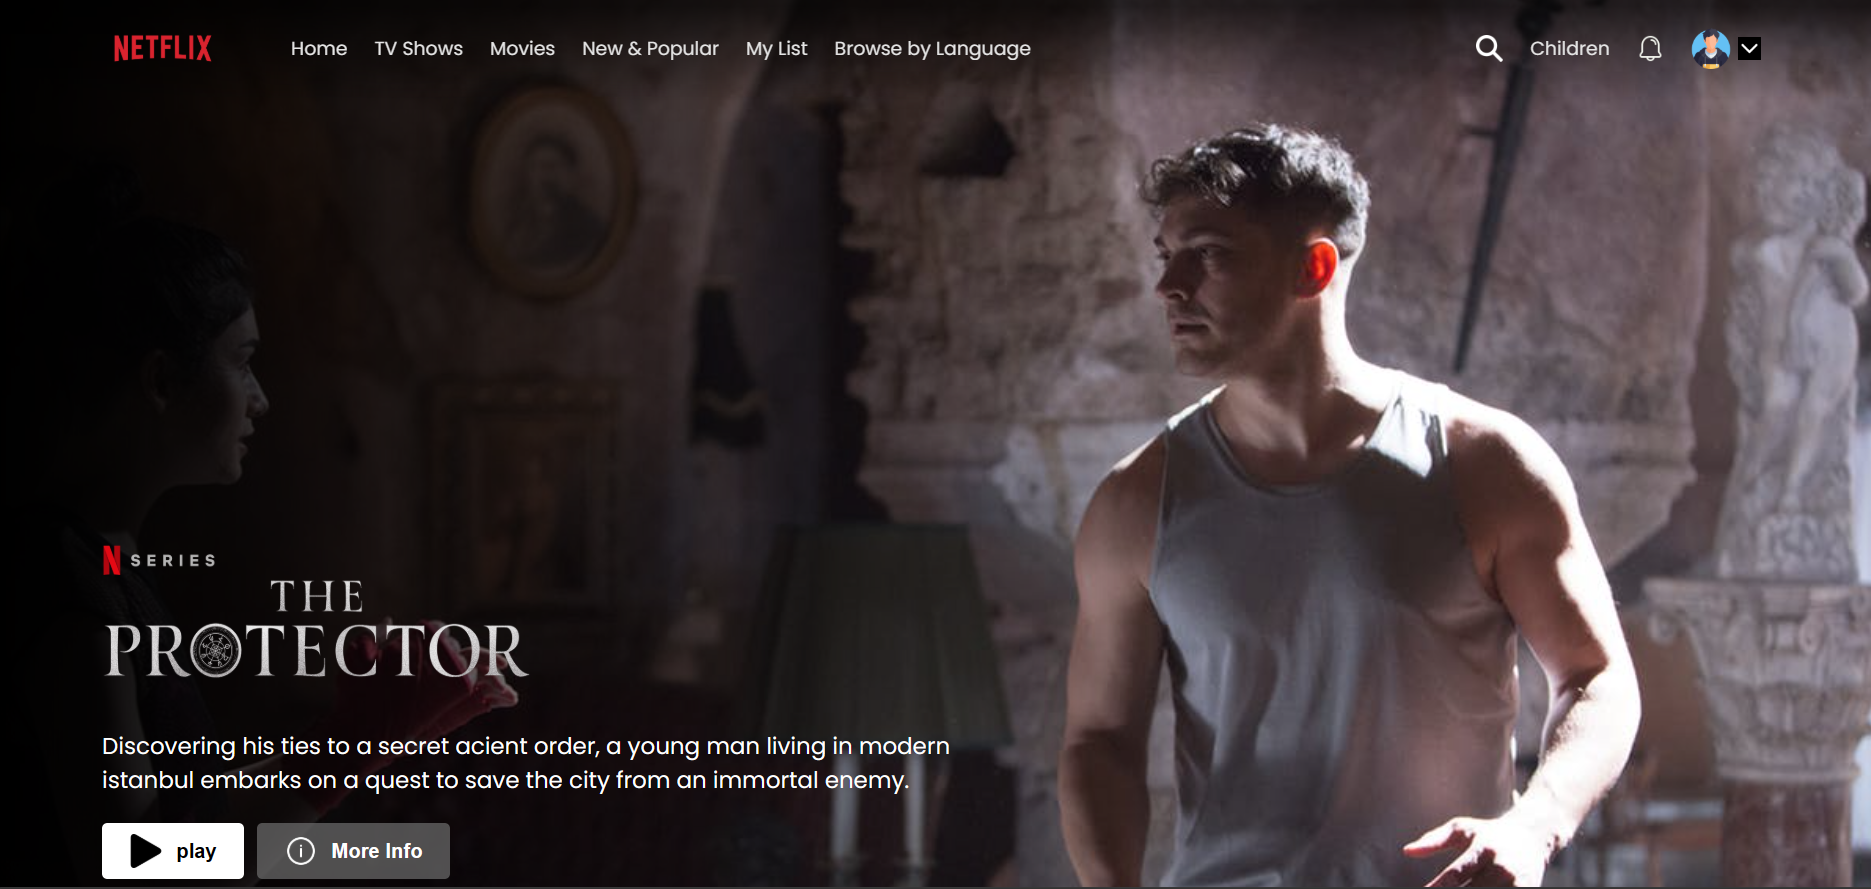 NETFLIX Home TV Shows Movies New & Popular My List Browse by Language Children
N SERIES
THE
PROTECTOR
Discovering his ties to a secret acient order, a young man living in modern
istanbul embarks on a quest to save the city from an immortal enemy.
play More Info